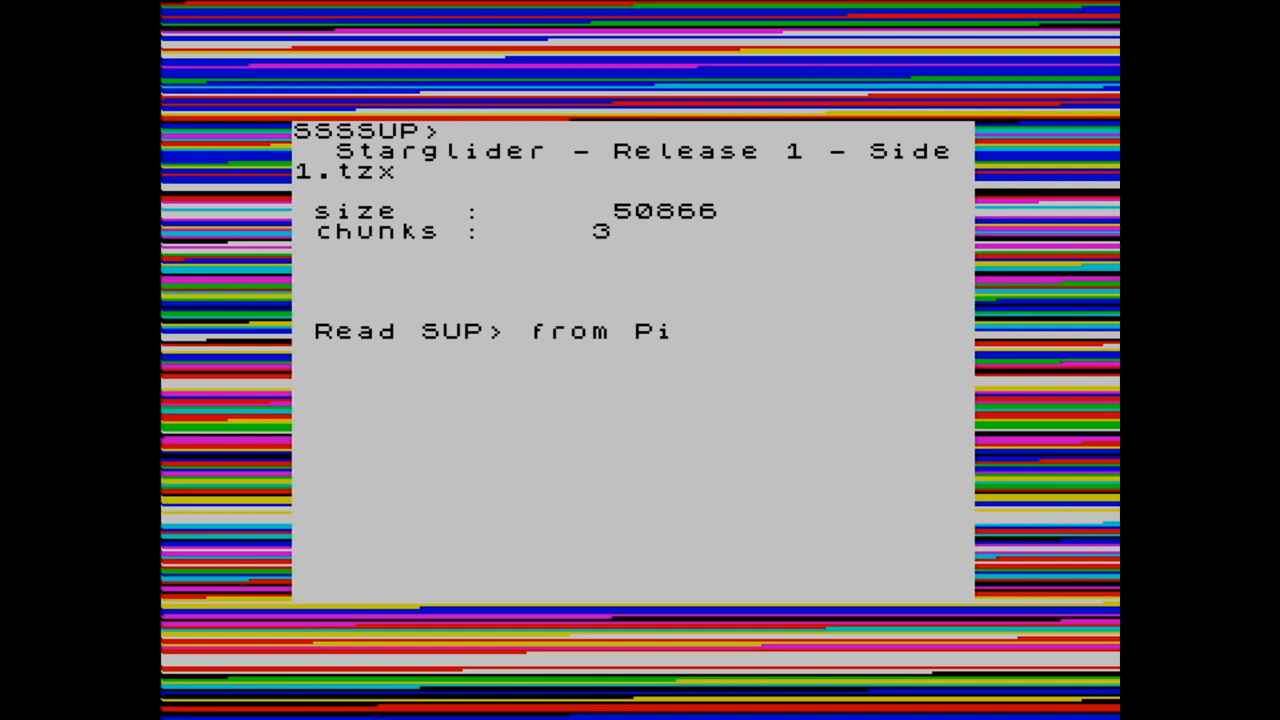 SSSSUP>
Starglider - Release 1 - Side
1.tzx
size : 50866
chunks : 3
Read SUP> from Pi